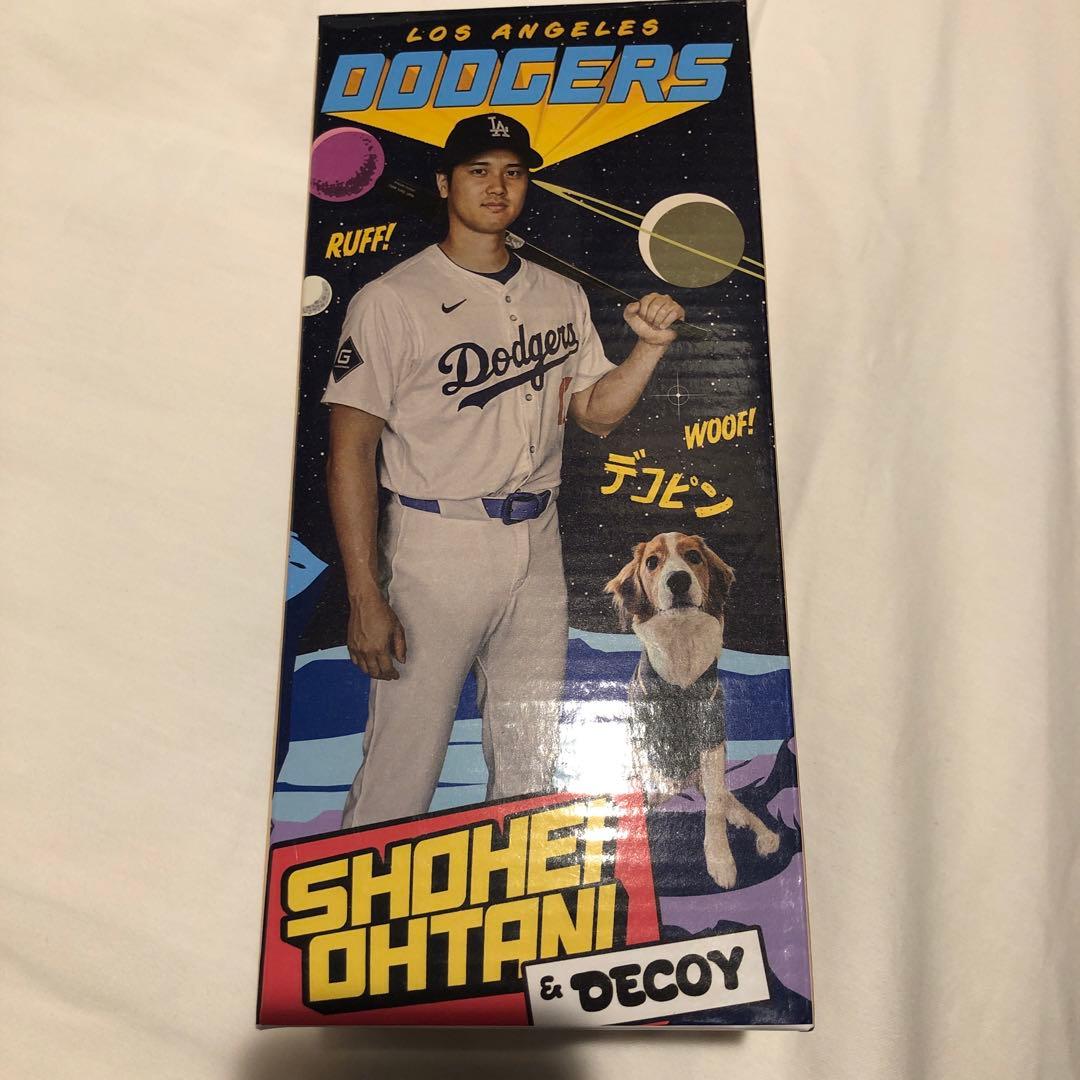 LOS ANGELES
DODGERS
LA
RUFF!
Dodgers
G
WOOF!
デコピン
SHOHEI
OHTANI
& DECOY